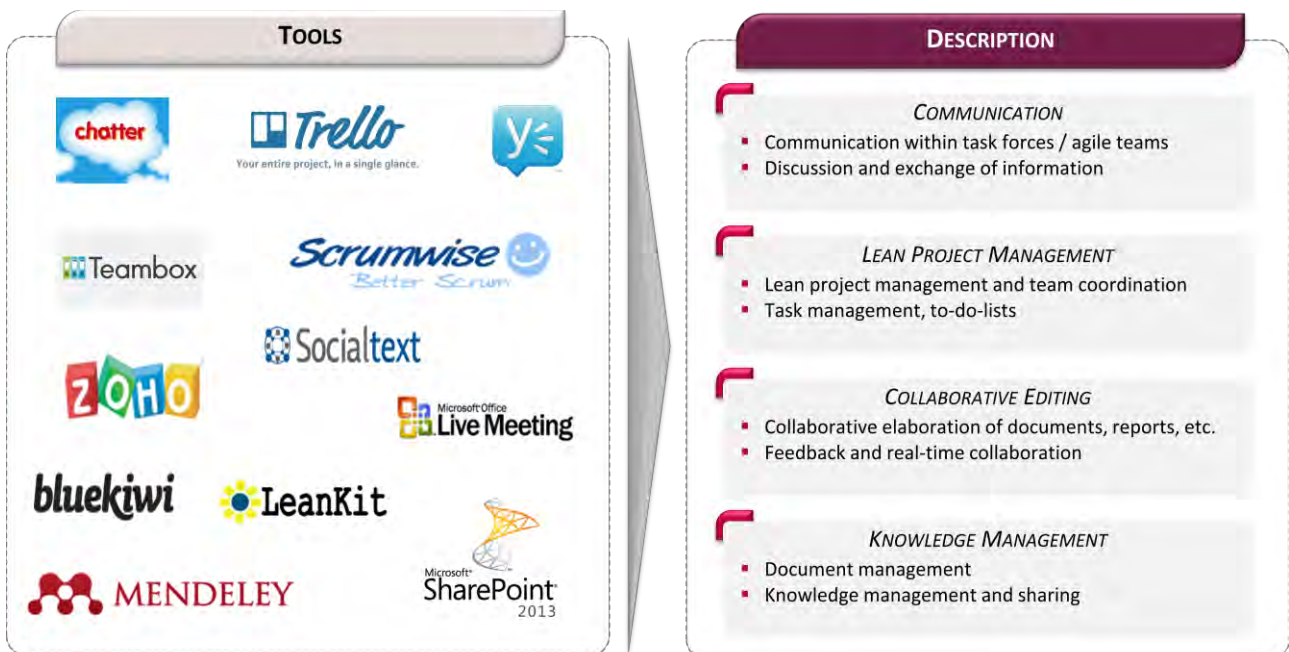 TOOLS
chatter
Trello
Your entire project, in a single glance.
y
Teambox
Scrumwise
Better Scrum
Socialtext
ZOHO
Microsoft Office
Live Meeting
bluekiwi
LeanKit
MENDELEY
Microsoft
SharePoint
2013
DESCRIPTION
COMMUNICATION
▪ Communication within task forces / agile teams
▪ Discussion and exchange of information
LEAN PROJECT MANAGEMENT
▪ Lean project management and team coordination
▪ Task management, to-do-lists
COLLABORATIVE EDITING
▪ Collaborative elaboration of documents, reports, etc.
▪ Feedback and real-time collaboration
KNOWLEDGE MANAGEMENT
▪ Document management
▪ Knowledge management and sharing